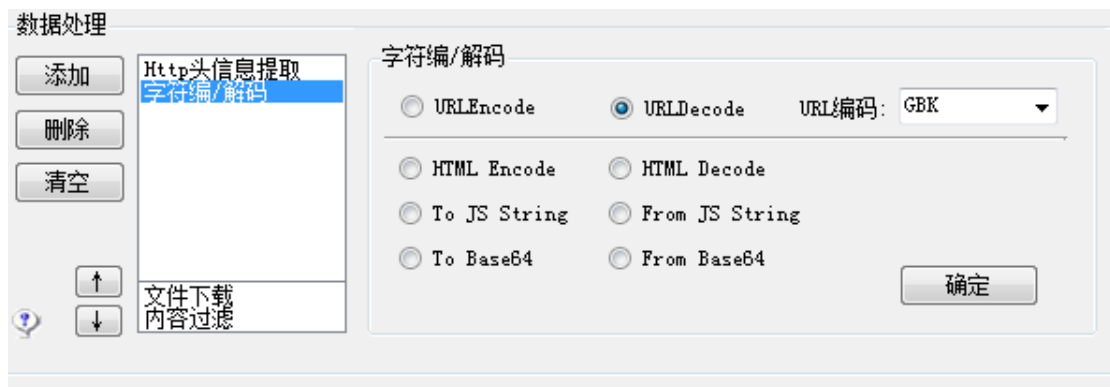 数据处理
添加
删除
清空
↑
↓
Http头信息提取
字符编/解码
文件下载
内容过滤
字符编/解码
URLEncode URLDecode URL编码: GBK
HTML Encode HTML Decode
To JS String From JS String
To Base64 From Base64
确定